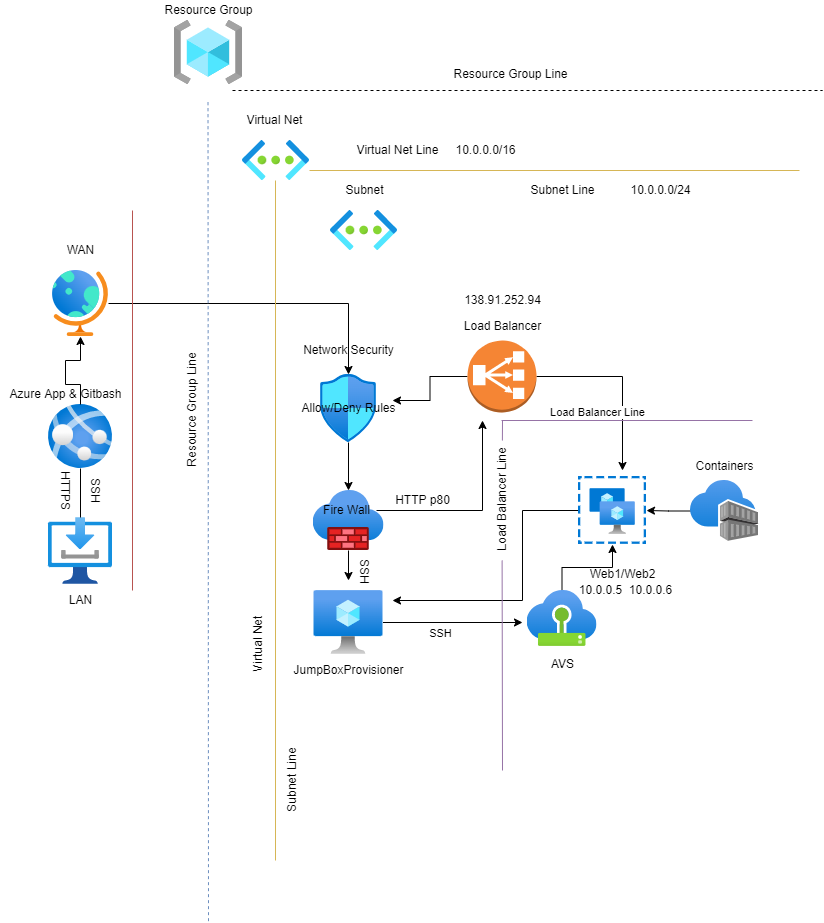 Resource Group
Resource Group Line
Virtual Net
Virtual Net Line 10.0.0.0/16
Subnet
Subnet Line 10.0.0.0/24
WAN
138.91.252.94
Load Balancer
Network Security
Azure App & Gitbash
Allow/Deny Rules
Load Balancer Line
Resource Group Line
Load Balancer Line
Containers
HTTPS
SSH
HTTP p80
Fire Wall
SSH
Web1/Web2
10.0.0.5 10.0.0.6
LAN
SSH
Virtual Net
JumpBoxProvisioner
AVS
Subnet Line